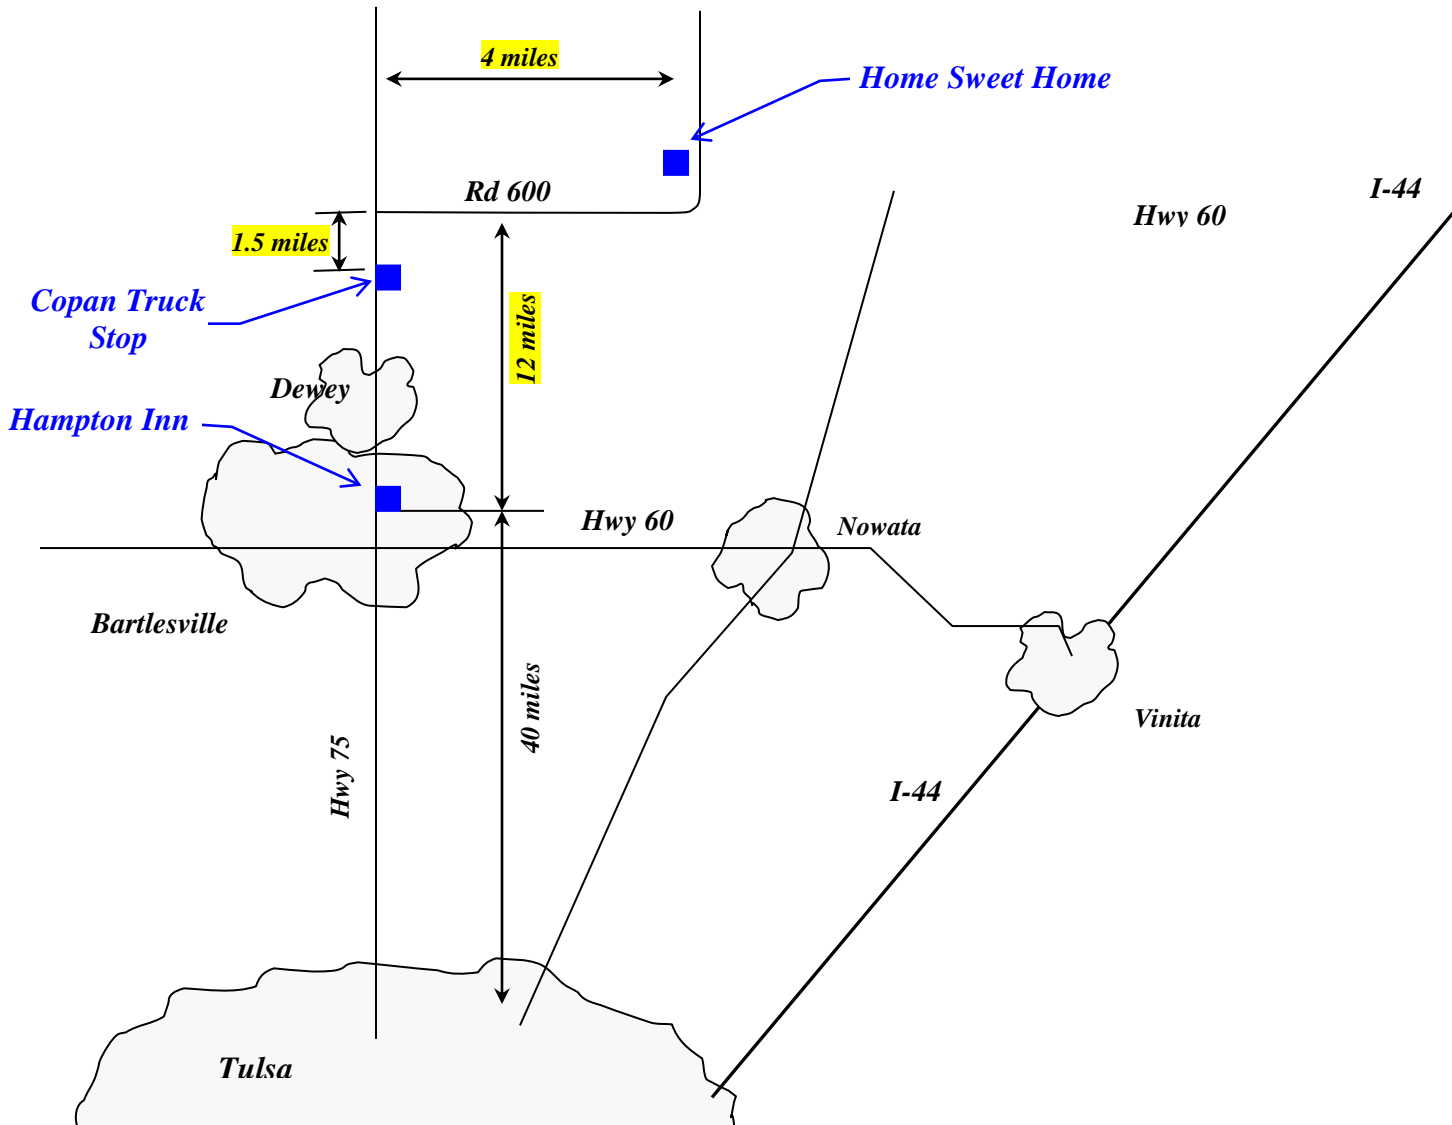 4 miles
Home Sweet Home
Rd 600
I-44
Hwy 60
1.5 miles
Copan Truck
Stop
12 miles
Dewey
Hampton Inn
Hwy 60
Nowata
Bartlesville
40 miles
Vinita
Hwy 75
I-44
Tulsa